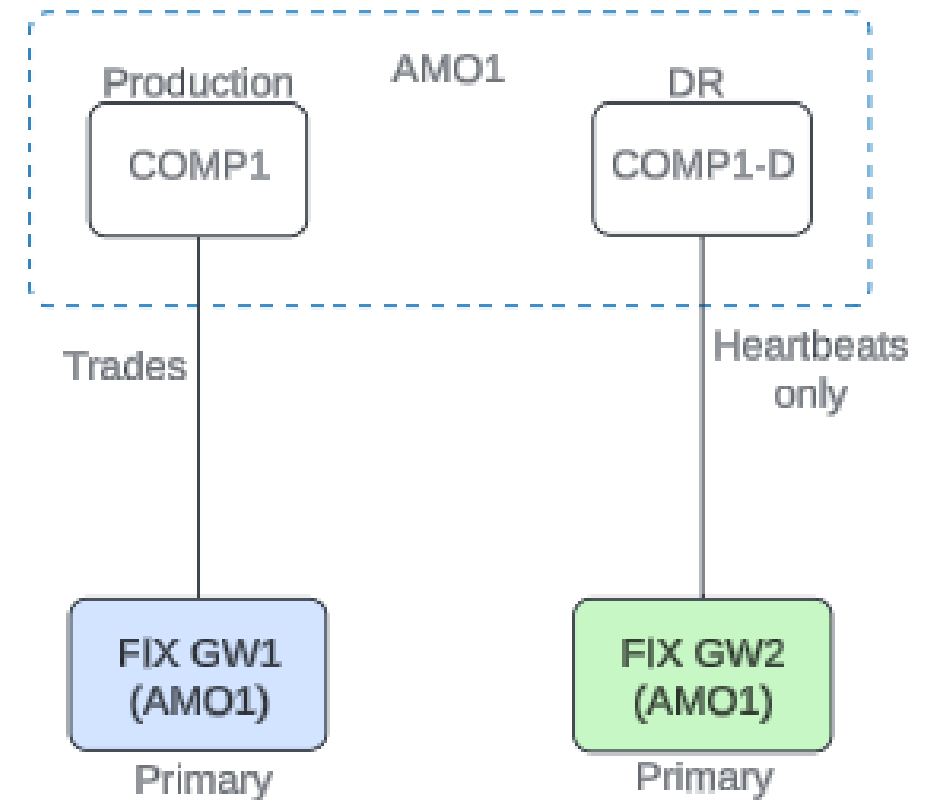 AMO1
Production
DR
COMP1
COMP1-D
Trades
Heartbeats
only
FIX GW1
(AMO1)
FIX GW2
(AMO1)
Primary
Primary